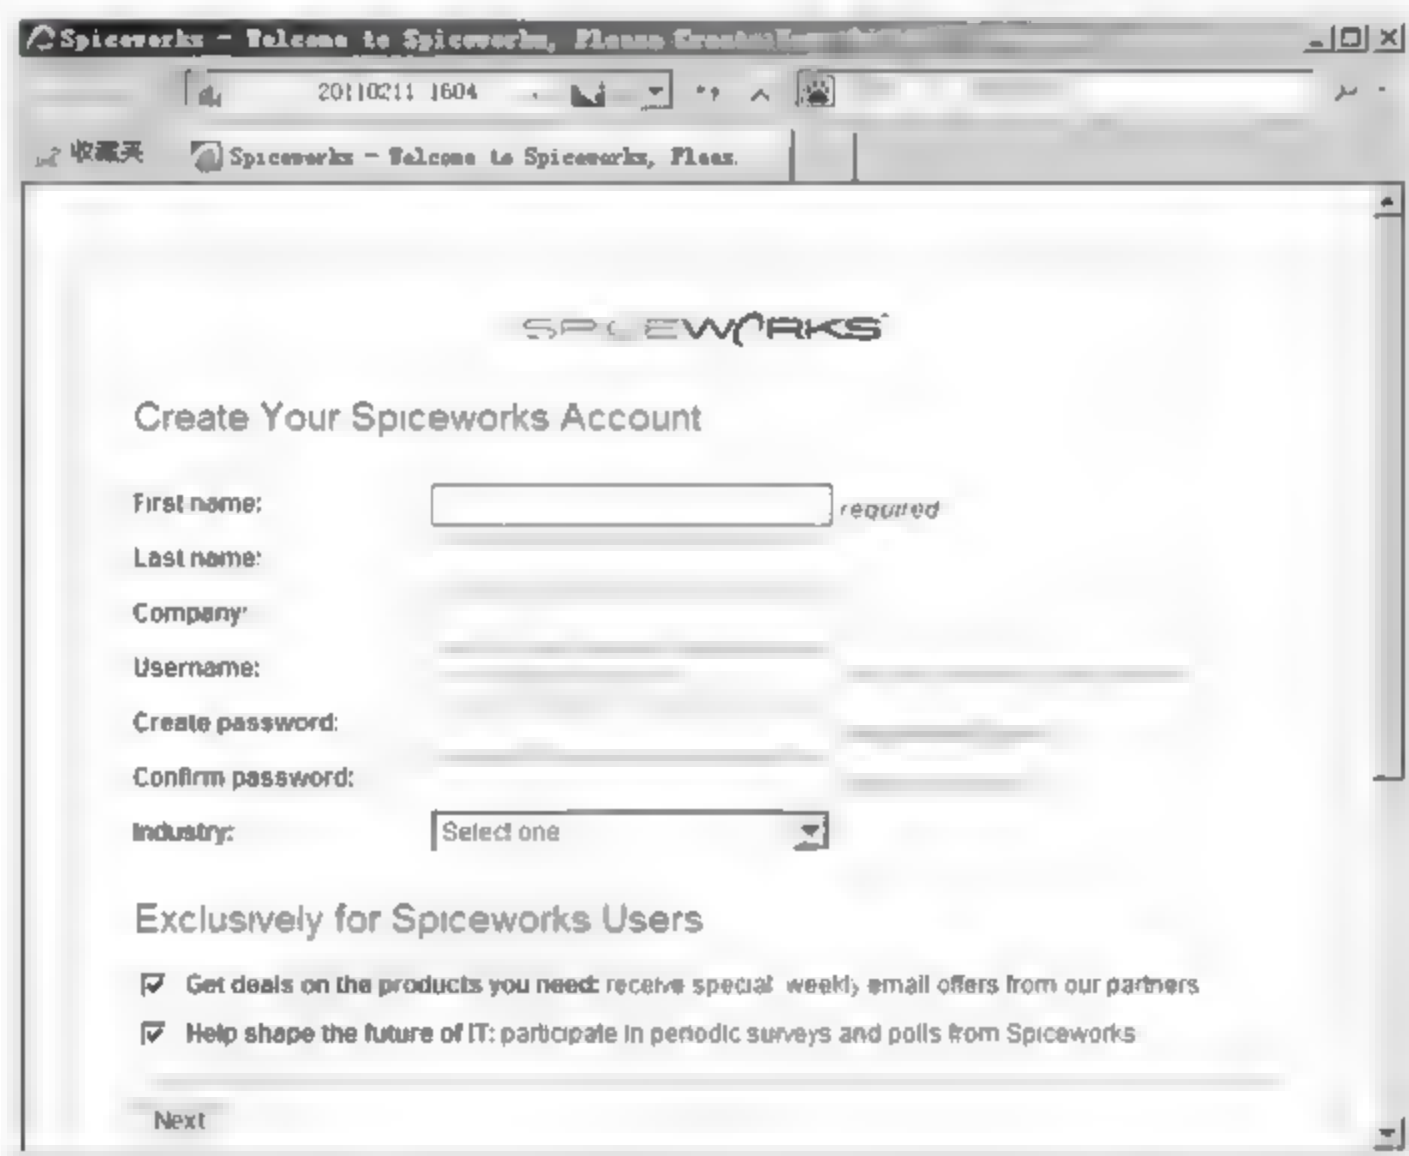 Spiceworks - Welcome to Spiceworks, Please Create
20110211 1604
收藏夹
Spiceworks - Welcome to Spiceworks, Pleas.
SPICEWORKS
Create Your Spiceworks Account
First name:
required
Last name:
Company:
Username:
Create password:
Confirm password:
Industry:
Select one
Exclusively for Spiceworks Users
Get deals on the products you need: receive special weekly email offers from our partners
Help shape the future of IT: participate in periodic surveys and polls from Spiceworks
Next